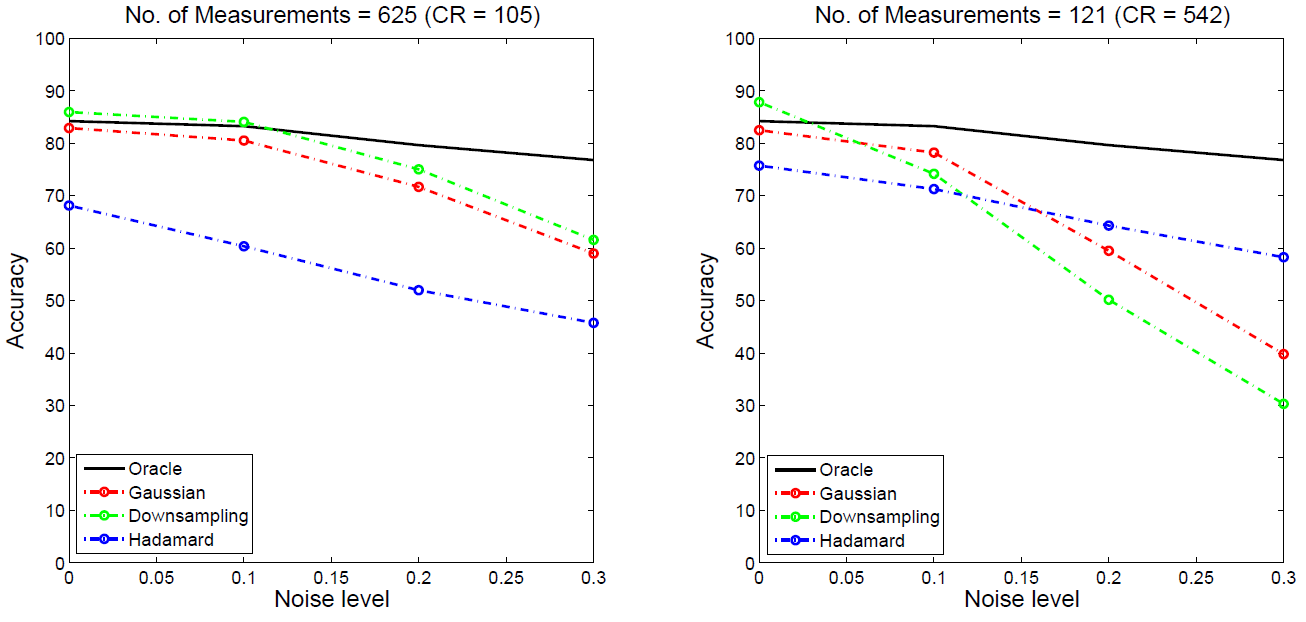 No. of Measurements = 625 (CR = 105)
100
90
80
70
60
50
40
30
20
10
0
Accuracy
Oracle
Gaussian
Downsampling
Hadamard
0 0.05 0.1 0.15 0.2 0.25 0.3
Noise level
No. of Measurements = 121 (CR = 542)
100
90
80
70
60
50
40
30
20
10
0
Accuracy
Oracle
Gaussian
Downsampling
Hadamard
0 0.05 0.1 0.15 0.2 0.25 0.3
Noise level